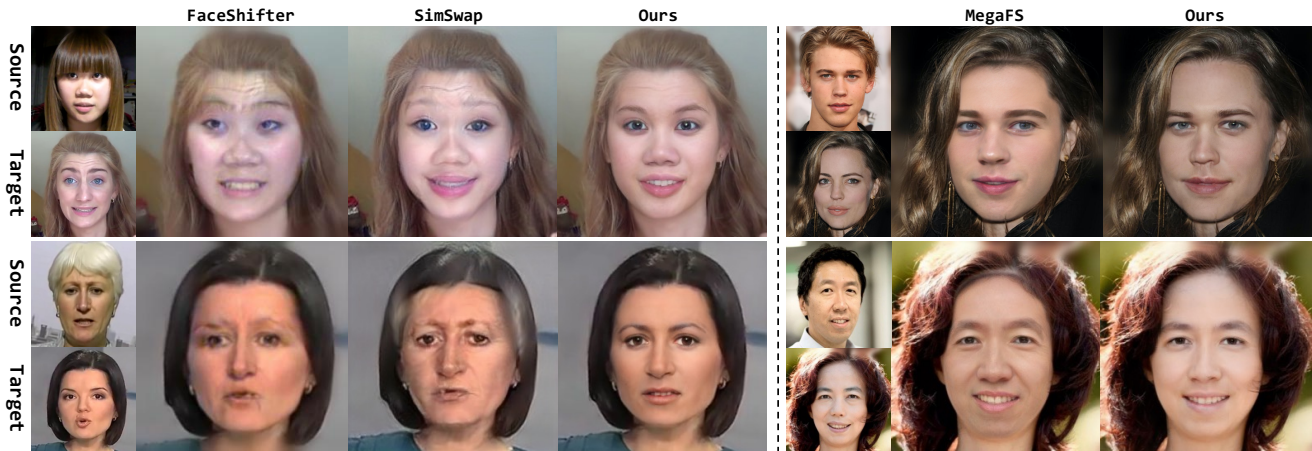 FaceShifter SimSwap Ours MegaFS Ours
Source
Target
Source
Target